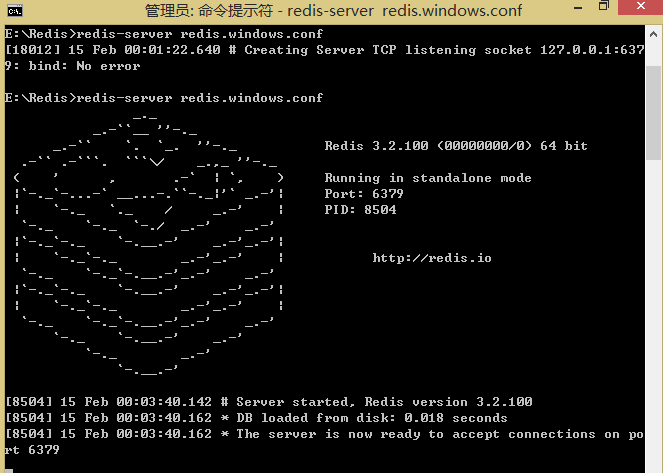 管理员: 命令提示符 - redis-server redis.windows.conf
E:\Redis>redis-server redis.windows.conf
[18012] 15 Feb 00:01:22.640 # Creating Server TCP listening socket 127.0.0.1:637
9: bind: No error
E:\Redis>redis-server redis.windows.conf
Redis 3.2.100 (00000000/0) 64 bit
Running in standalone mode
Port: 6379
PID: 8504
http://redis.io
[8504] 15 Feb 00:03:40.142 # Server started, Redis version 3.2.100
[8504] 15 Feb 00:03:40.162 * DB loaded from disk: 0.018 seconds
[8504] 15 Feb 00:03:40.162 * The server is now ready to accept connections on po
rt 6379